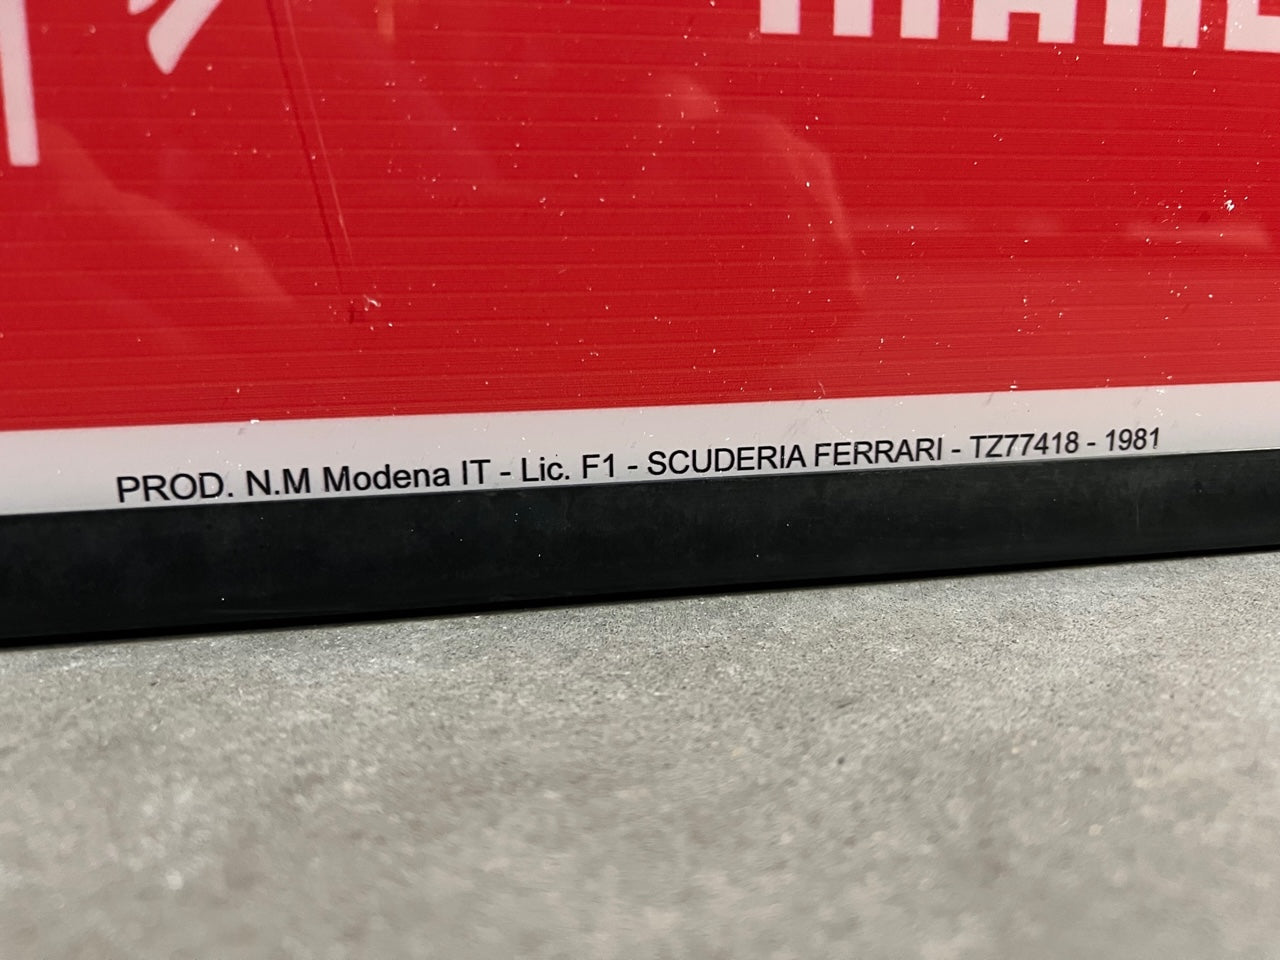 PROD. N.M Modena IT - Lic. F1 - SCUDERIA FERRARI - TZ77418 - 1981